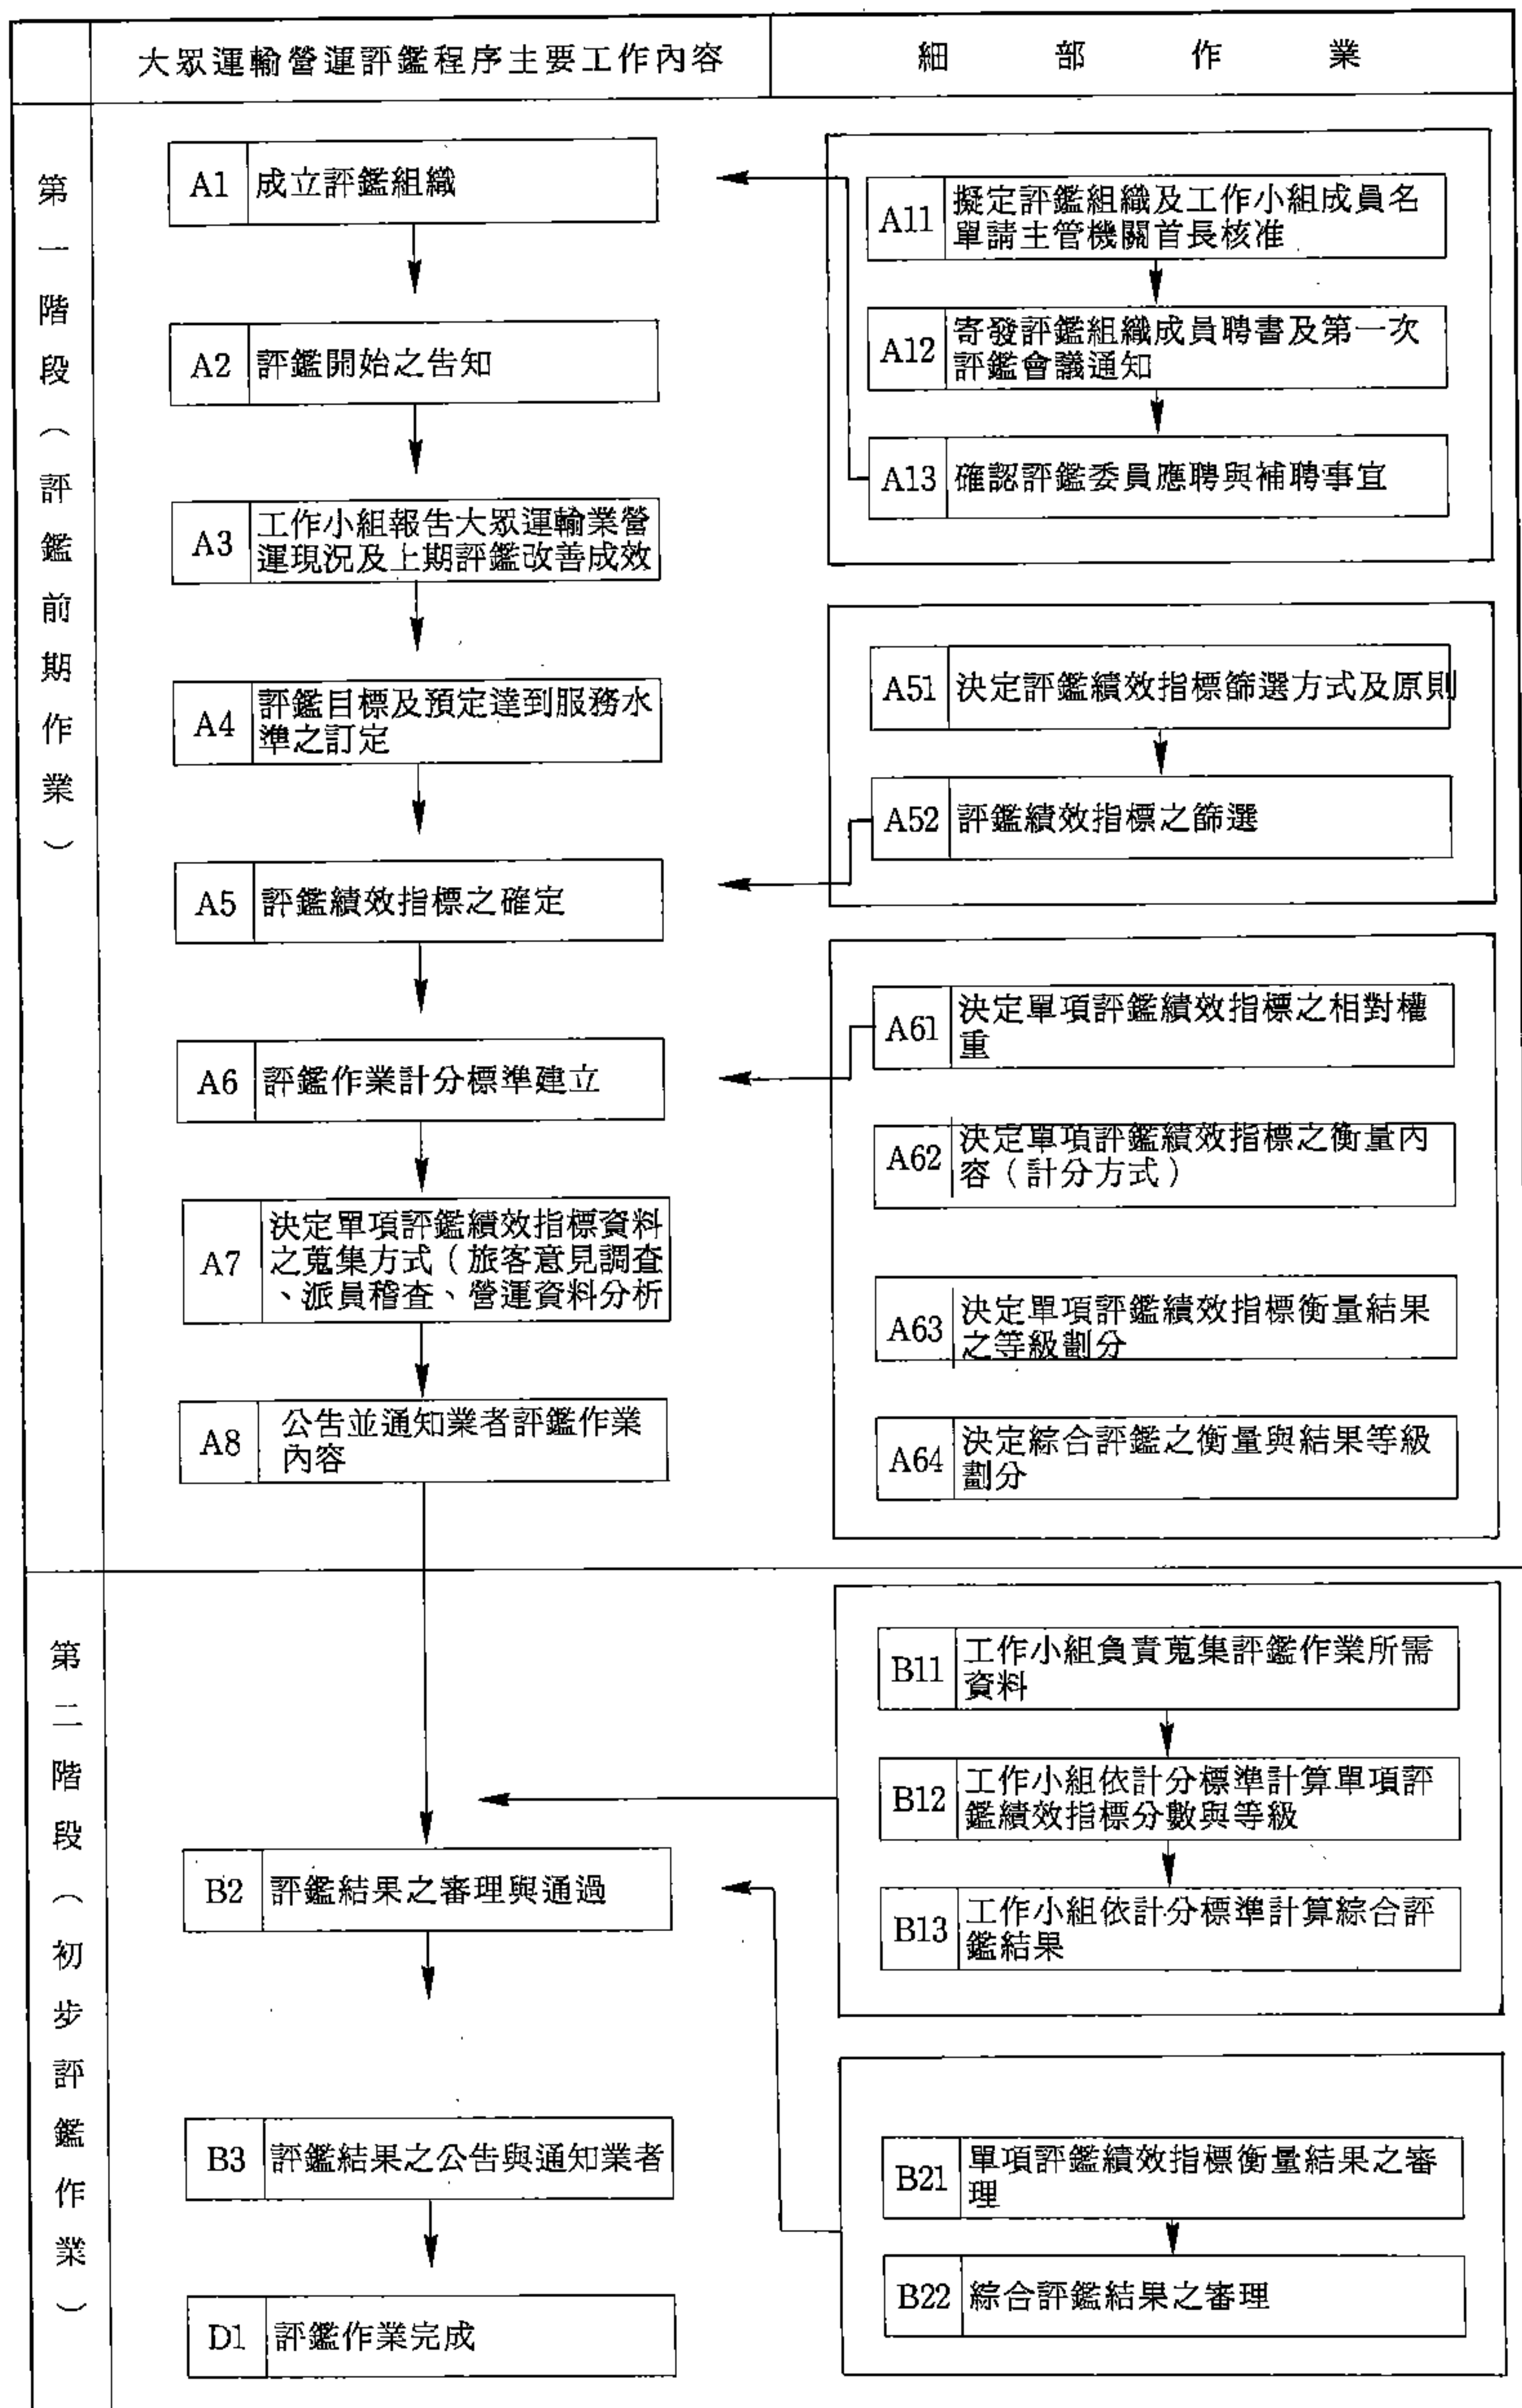 大眾運輸營運評鑑程序主要工作內容
細部作業
第一階段（評鑑前期作業）
A1 成立評鑑組織
A2 評鑑開始之告知
A3 工作小組報告大眾運輸業營
運現況及上期評鑑改善成效
A4 評鑑目標及預定達到服務水
準之訂定
A5 評鑑績效指標之確定
A6 評鑑作業計分標準建立
A7 決定單項評鑑績效指標資料
之蒐集方式（旅客意見調查
、派員稽查、營運資料分析
A8 公告並通知業者評鑑作業
內容
A11 擬定評鑑組織及工作小組成員名
單請主管機關首長核准
A12 寄發評鑑組織成員聘書及第一次
評鑑會議通知
A13 確認評鑑委員應聘與補聘事宜
A51 決定評鑑績效指標篩選方式及原則
A52 評鑑績效指標之篩選
A61 決定單項評鑑績效指標之相對權
重
A62 決定單項評鑑績效指標之衡量內
容（計分方式）
A63 決定單項評鑑績效指標衡量結果
之等級劃分
A64 決定綜合評鑑之衡量與結果等級
劃分
第二階段（初步評鑑作業）
B2 評鑑結果之審理與通過
B3 評鑑結果之公告與通知業者
D1 評鑑作業完成
B11 工作小組負責蒐集評鑑作業所需
資料
B12 工作小組依計分標準計算單項評
鑑績效指標分數與等級
B13 工作小組依計分標準計算綜合評
鑑結果
B21 單項評鑑績效指標衡量結果之審
理
B22 綜合評鑑結果之審理